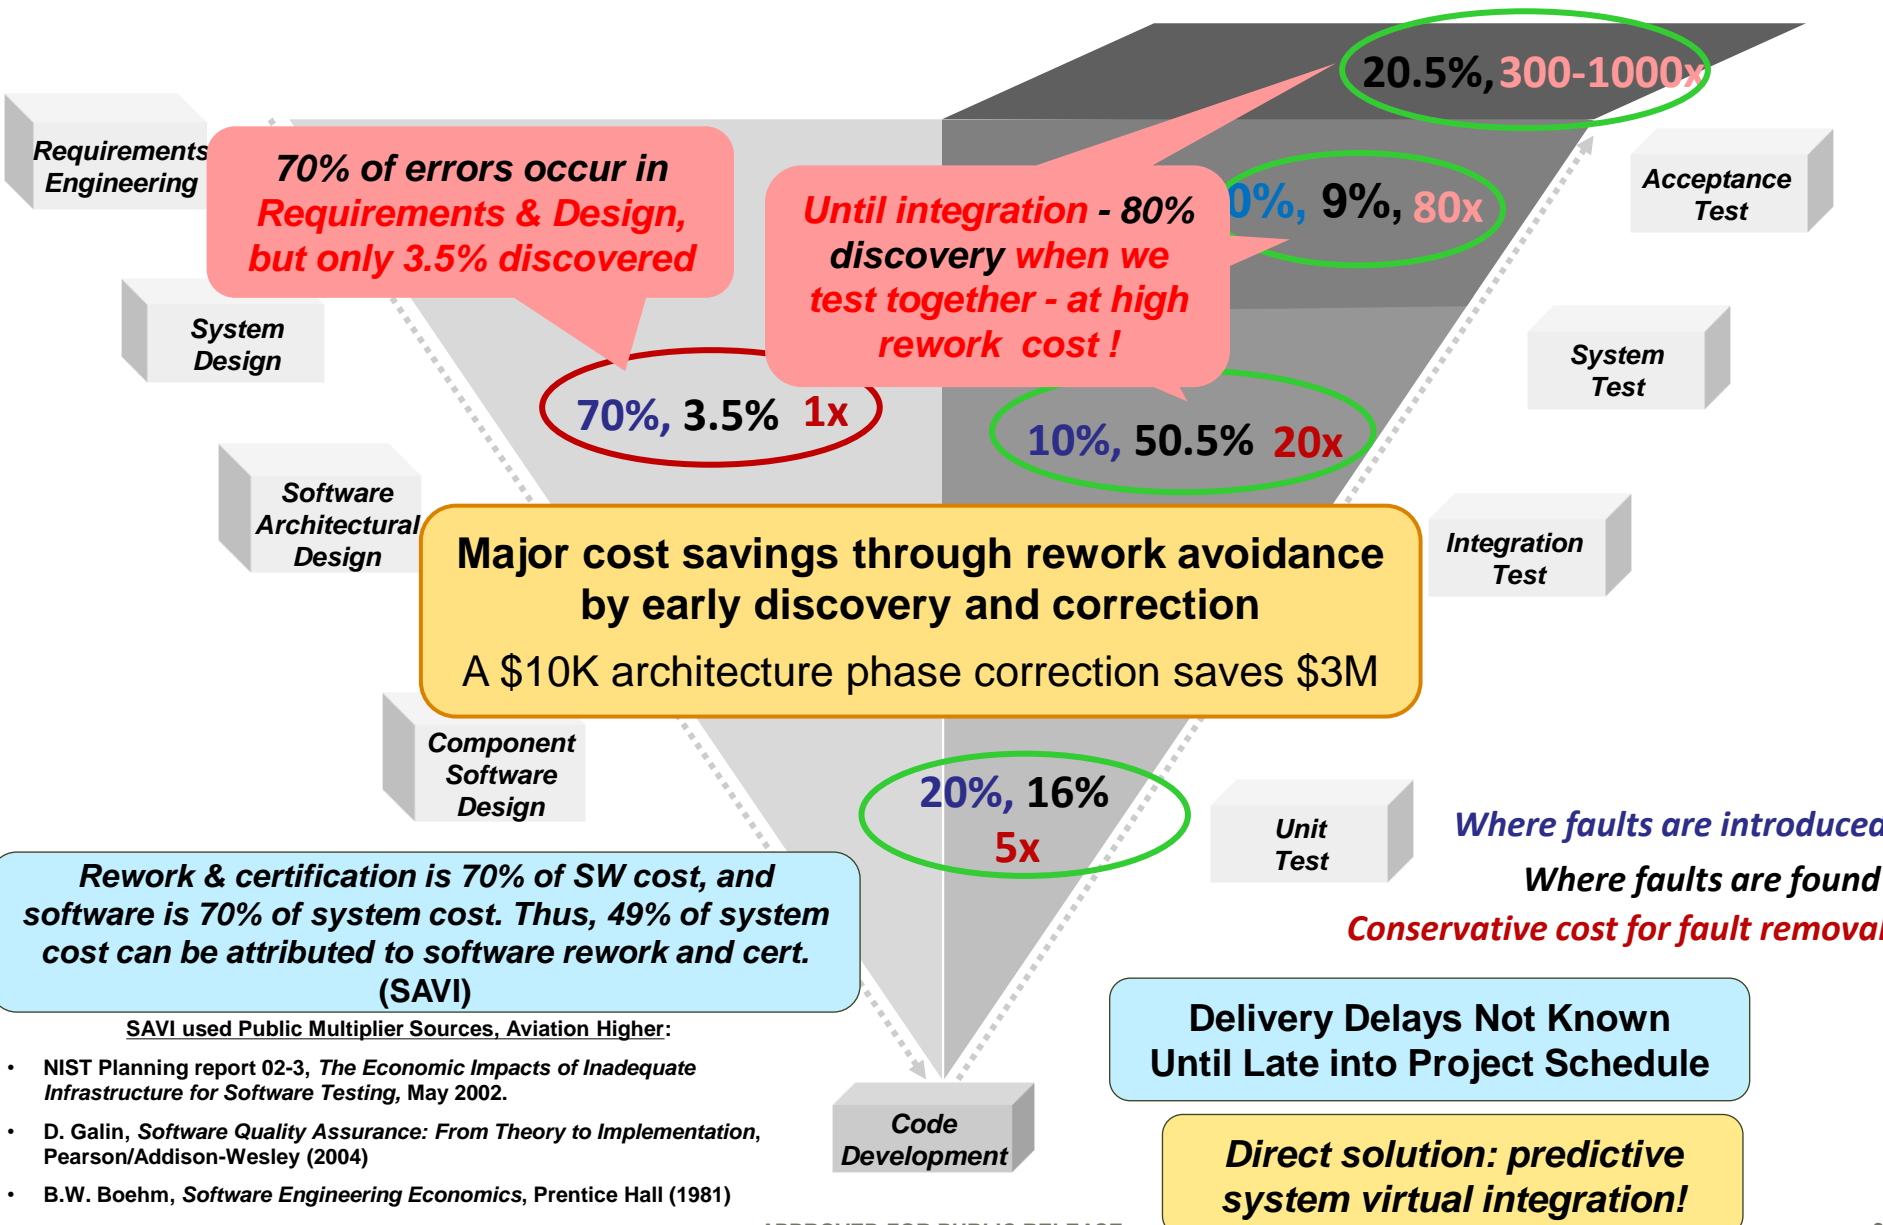 20.5%, 300-1000x
Requirements
Engineering
70% of errors occur in
Requirements & Design,
but only 3.5% discovered
Until integration - 80%
discovery when we
test together - at high
rework cost !
0%, 9%, 80x
Acceptance
Test
System
Design
System
Test
70%, 3.5% 1x
10%, 50.5% 20x
Software
Architectural
Design
Integration
Test
Major cost savings through rework avoidance
by early discovery and correction
A $10K architecture phase correction saves $3M
Component
Software
Design
20%, 16%
5x
Unit
Test
Where faults are introduced
Where faults are found
Conservative cost for fault removal
Rework & certification is 70% of SW cost, and
software is 70% of system cost. Thus, 49% of system
cost can be attributed to software rework and cert.
(SAVI)
SAVI used Public Multiplier Sources, Aviation Higher:
• NIST Planning report 02-3, The Economic Impacts of Inadequate
Infrastructure for Software Testing, May 2002.
• D. Galin, Software Quality Assurance: From Theory to Implementation,
Pearson/Addison-Wesley (2004)
• B.W. Boehm, Software Engineering Economics, Prentice Hall (1981)
Code
Development
Delivery Delays Not Known
Until Late into Project Schedule
Direct solution: predictive
system virtual integration!
APPROVED FOR PUBLIC RELEASE